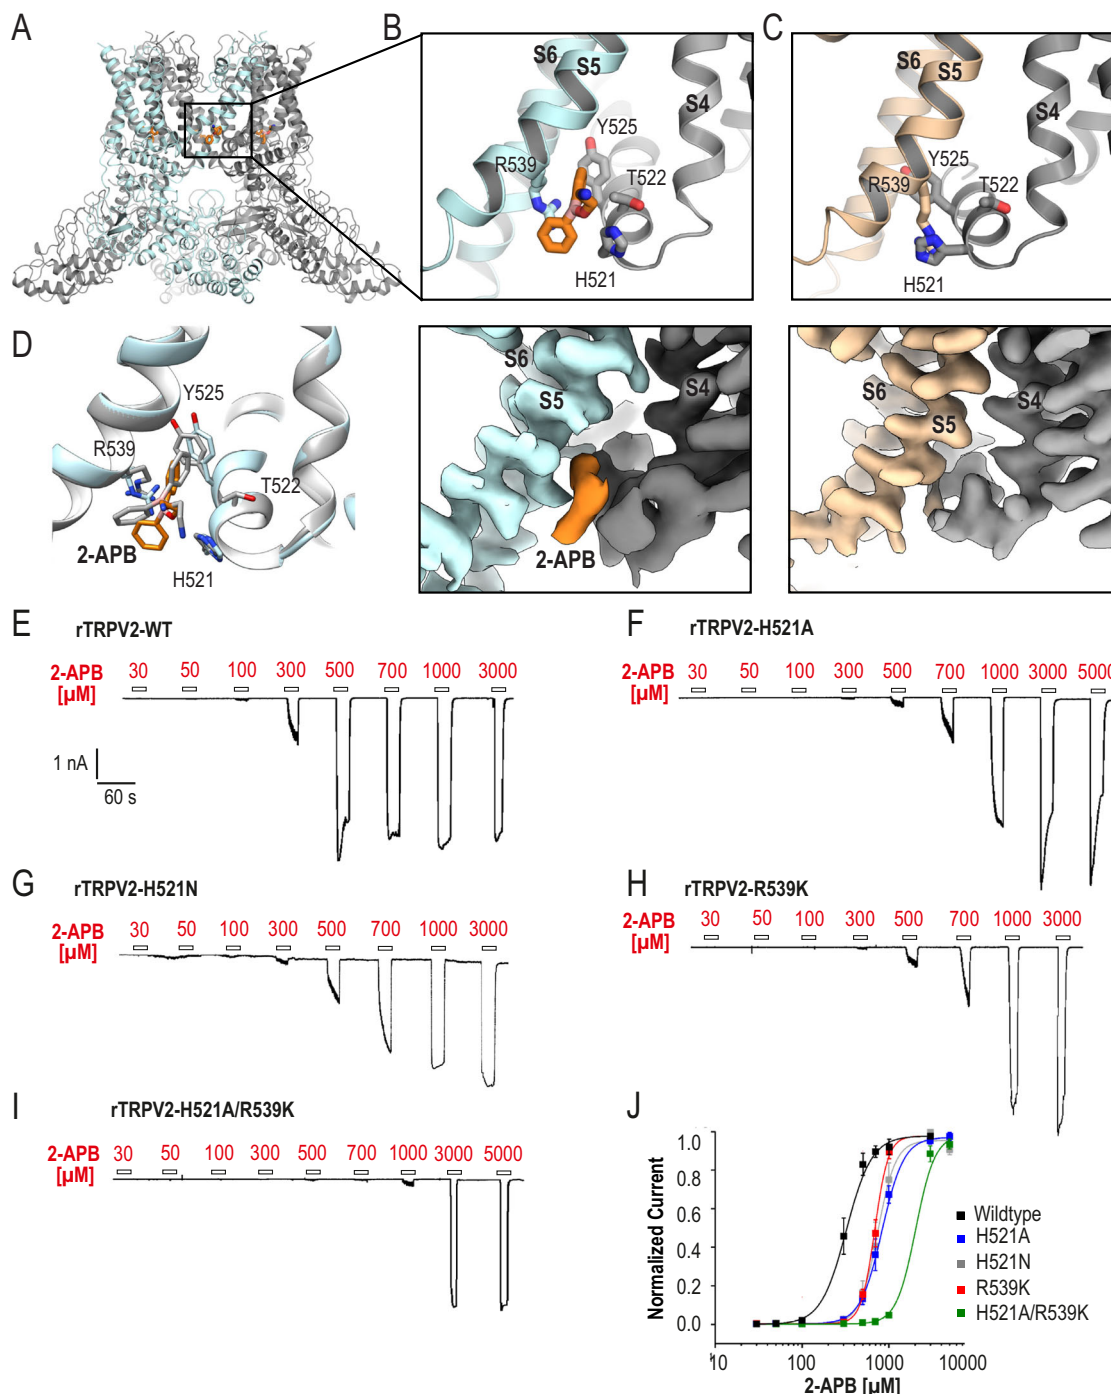 A
B
C
S6
S5
S4
Y525
R539
T522
H521
S6
S5
S4
Y525
R539
T522
H521
D
Y525
R539
T522
2-APB
H521
S6
S4
S5
2-APB
S6
S4
S5
E
rTRPV2-WT
2-APB
[µM]
30 50 100 300 500 700 1000 3000
1 nA
60 s
F
rTRPV2-H521A
2-APB
[µM]
30 50 100 300 500 700 1000 3000 5000
G
rTRPV2-H521N
2-APB
[µM]
30 50 100 300 500 700 1000 3000
H
rTRPV2-R539K
2-APB
[µM]
30 50 100 300 500 700 1000 3000
I
rTRPV2-H521A/R539K
2-APB
[µM]
30 50 100 300 500 700 1000 3000 5000
J
Normalized Current
1.0
0.8
0.6
0.4
0.2
0.0
Wildtype
H521A
H521N
R539K
H521A/R539K
10 100 1000 10000
2-APB [µM]